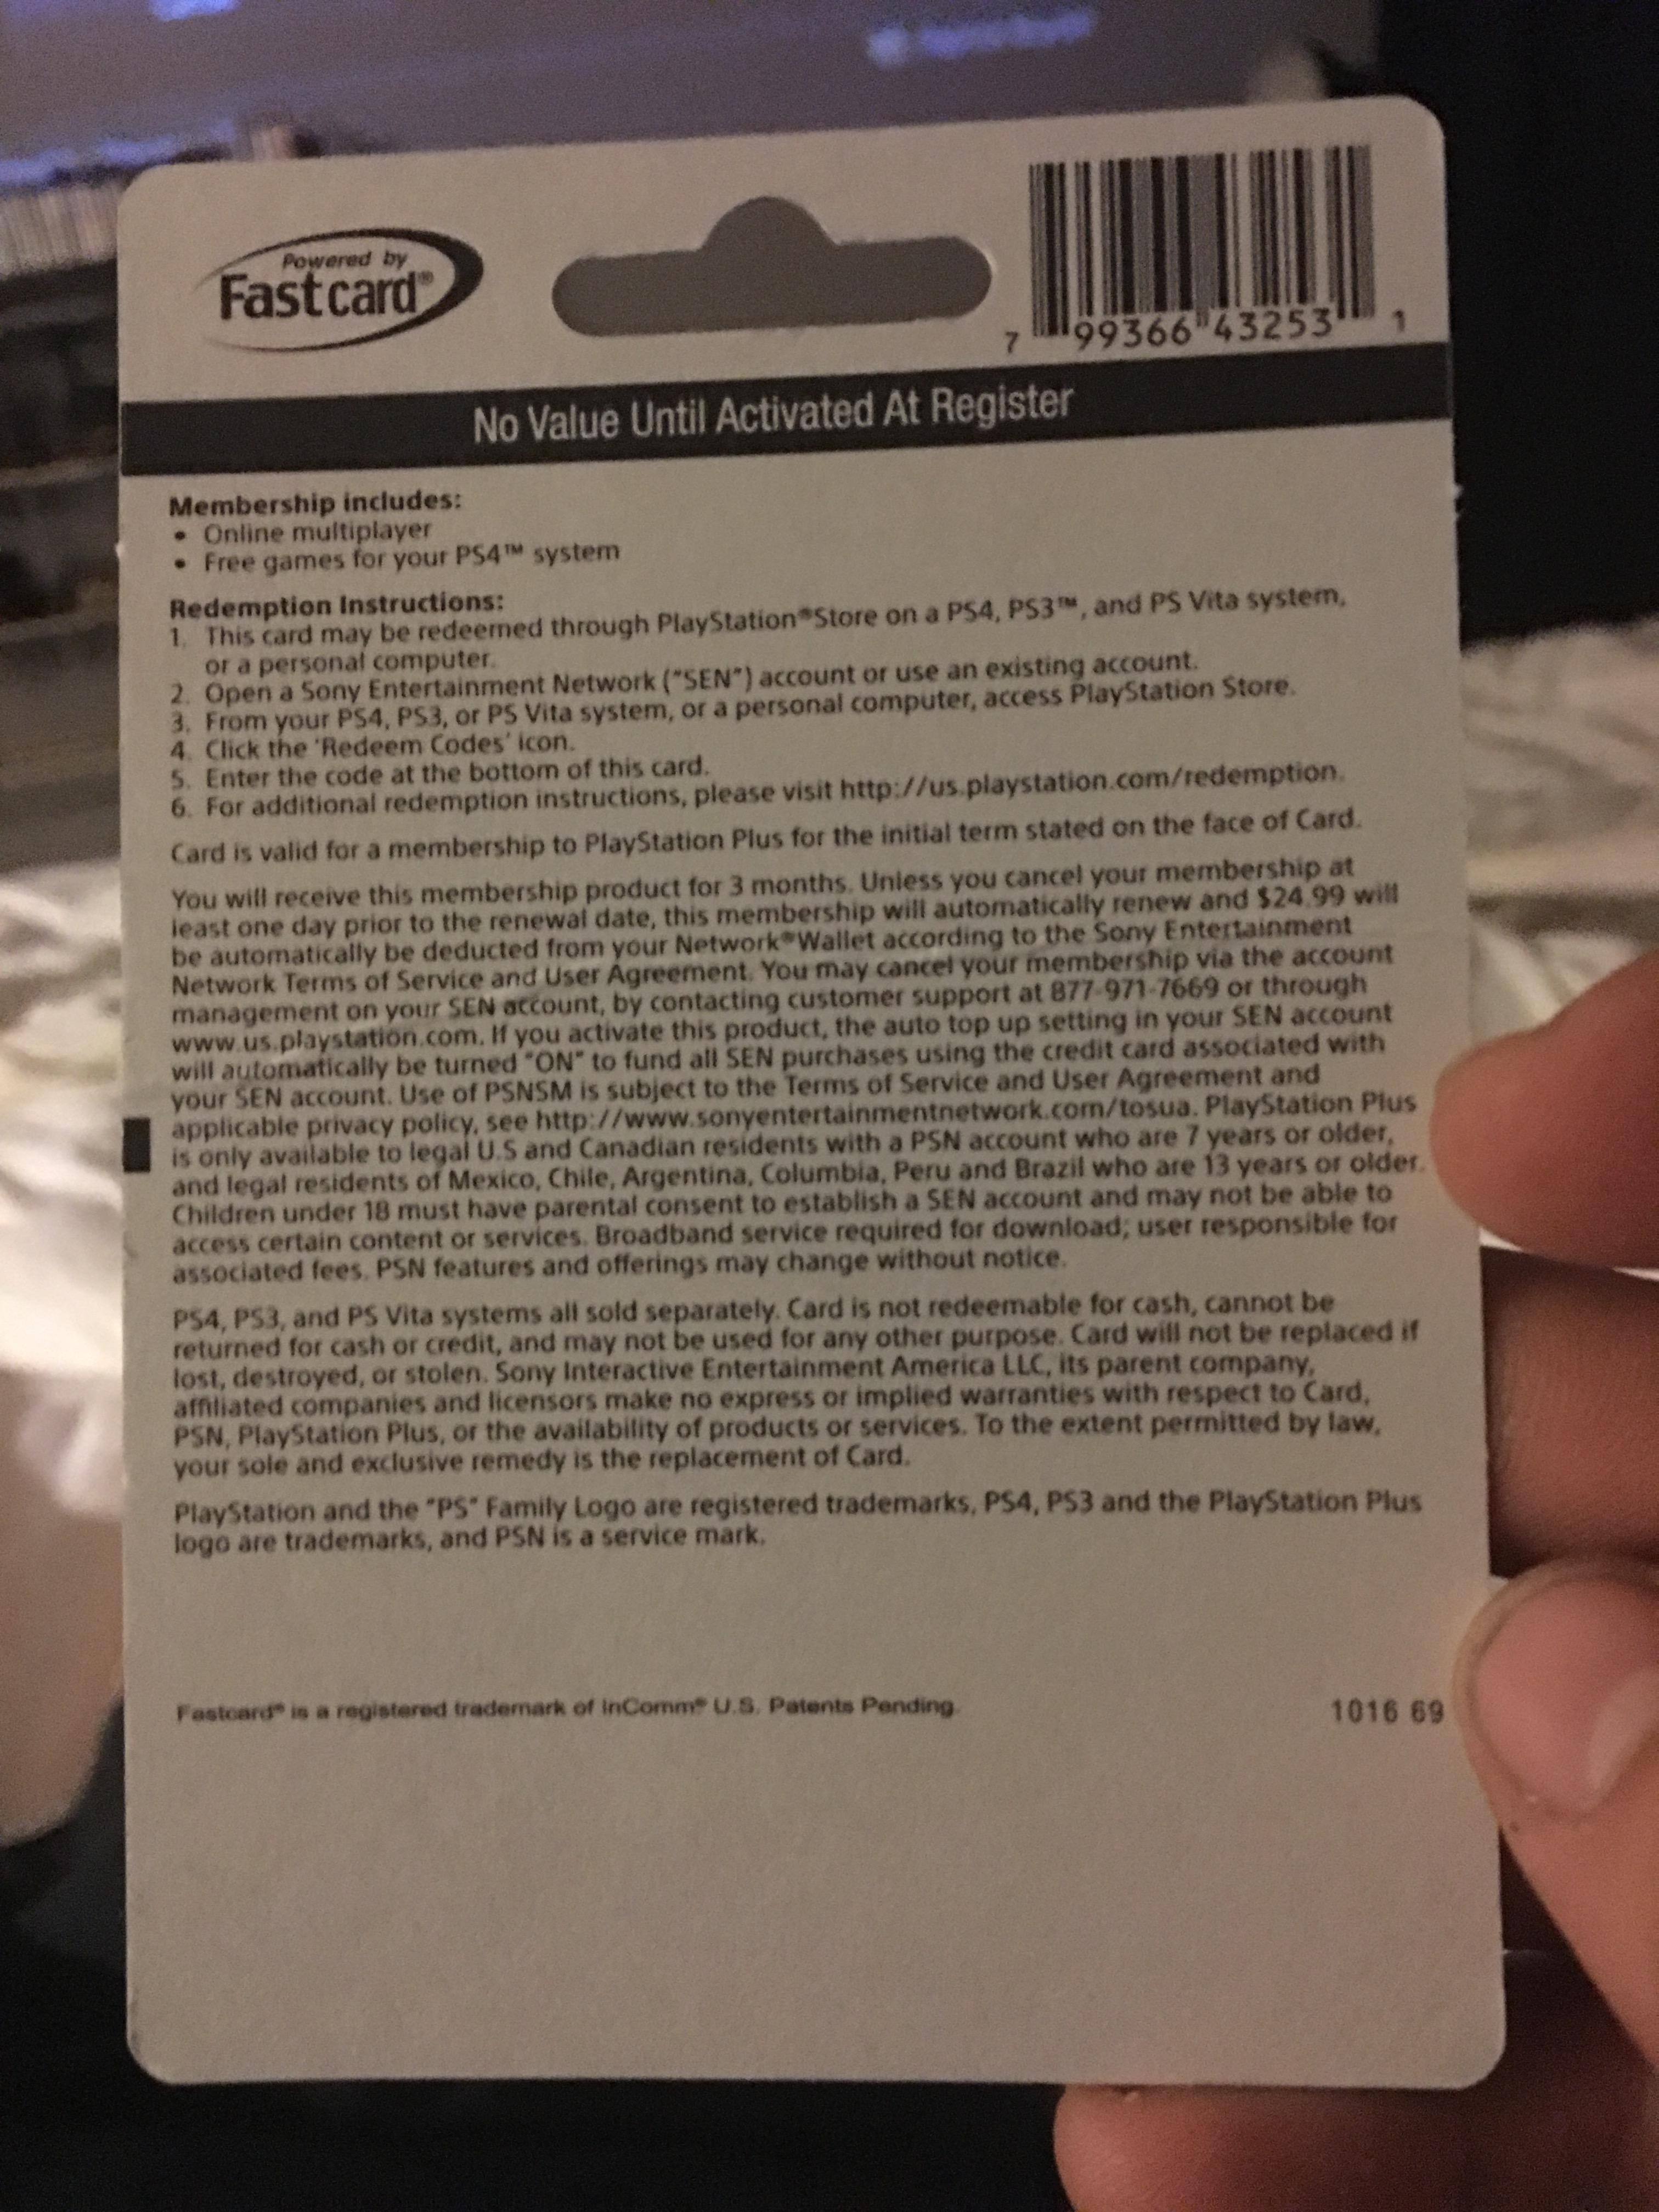 Powered by
Fastcard®
7 99366 43253 1
No Value Until Activated At Register
Membership includes:
• Online multiplayer
• Free games for your PS4™ system
Redemption Instructions:
1. This card may be redeemed through PlayStation®Store on a PS4, PS3™, and PS Vita system,
or a personal computer.
2. Open a Sony Entertainment Network ("SEN") account or use an existing account.
3. From your PS4, PS3, or PS Vita system, or a personal computer, access PlayStation Store.
4. Click the 'Redeem Codes' icon.
5. Enter the code at the bottom of this card.
6. For additional redemption instructions, please visit http://us.playstation.com/redemption.
Card is valid for a membership to PlayStation Plus for the initial term stated on the face of Card.
You will receive this membership product for 3 months. Unless you cancel your membership at
least one day prior to the renewal date, this membership will automatically renew and $24.99 will
be automatically be deducted from your Network®Wallet according to the Sony Entertainment
Network Terms of Service and User Agreement. You may cancel your membership via the account
management on your SEN account, by contacting customer support at 877-971-7669 or through
www.us.playstation.com. If you activate this product, the auto top up setting in your SEN account
will automatically be turned "ON" to fund all SEN purchases using the credit card associated with
your SEN account. Use of PSNSM is subject to the Terms of Service and User Agreement and
applicable privacy policy, see http://www.sonyentertainmentnetwork.com/tosua. PlayStation Plus
is only available to legal U.S and Canadian residents with a PSN account who are 7 years or older,
and legal residents of Mexico, Chile, Argentina, Columbia, Peru and Brazil who are 13 years or older.
Children under 18 must have parental consent to establish a SEN account and may not be able to
access certain content or services. Broadband service required for download; user responsible for
associated fees. PSN features and offerings may change without notice.
PS4, PS3, and PS Vita systems all sold separately. Card is not redeemable for cash, cannot be
returned for cash or credit, and may not be used for any other purpose. Card will not be replaced if
lost, destroyed, or stolen. Sony Interactive Entertainment America LLC, its parent company,
affiliated companies and licensors make no express or implied warranties with respect to Card,
PSN, PlayStation Plus, or the availability of products or services. To the extent permitted by law,
your sole and exclusive remedy is the replacement of Card.
PlayStation and the "PS" Family Logo are registered trademarks, PS4, PS3 and the PlayStation Plus
logo are trademarks, and PSN is a service mark.
Fastcard® is a registered trademark of InComm® U.S. Patents Pending.
1016 69